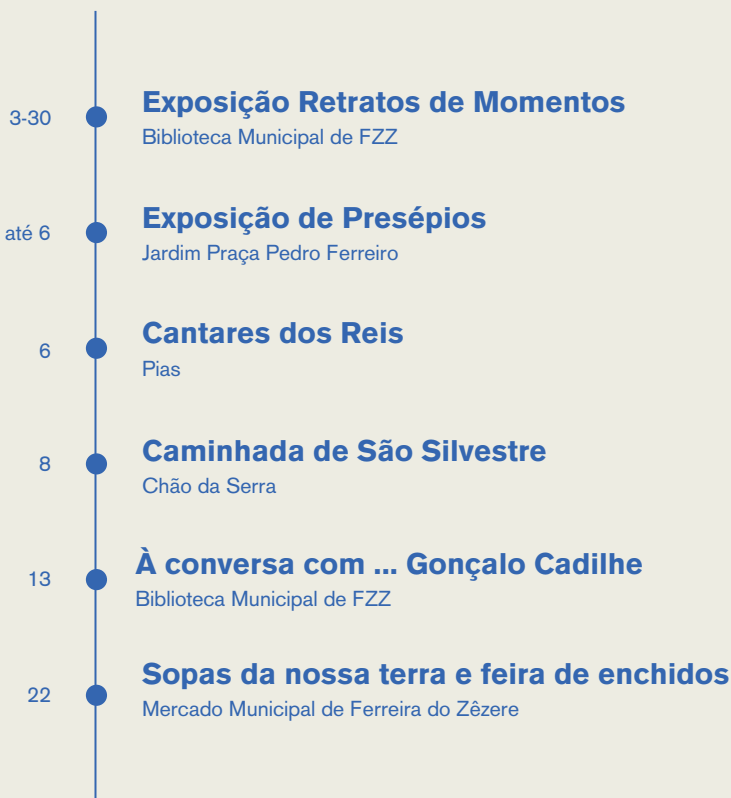 3-30
Exposição Retratos de Momentos
Biblioteca Municipal de FZZ
até 6
Exposição de Presépios
Jardim Praça Pedro Ferreiro
6
Cantares dos Reis
Pias
8
Caminhada de São Silvestre
Chão da Serra
13
À conversa com ... Gonçalo Cadilhe
Biblioteca Municipal de FZZ
22
Sopas da nossa terra e feira de enchidos
Mercado Municipal de Ferreira do Zêzere